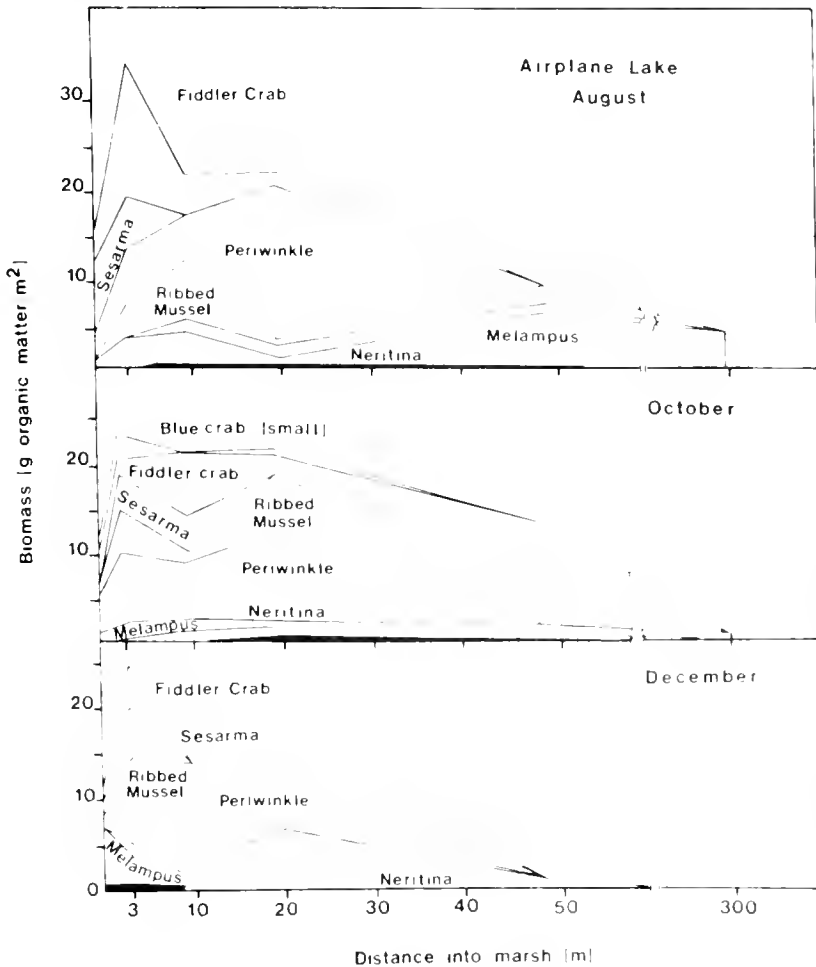 Airplane Lake
August
30
Fiddler Crab
20
Sesarma
Periwinkle
10
Ribbed
Mussel
Melampus
Neritina
October
Blue crab [small]
20
Fiddler crab
Sesarma
Ribbed
Mussel
10
Periwinkle
Neritina
Melampus
December
Fiddler Crab
20
Sesarma
Ribbed
Mussel
10
Periwinkle
Melampus
Neritina
0
3 10 20 30 40 50 300
Distance into marsh [m]
Biomass [g organic matter m²]